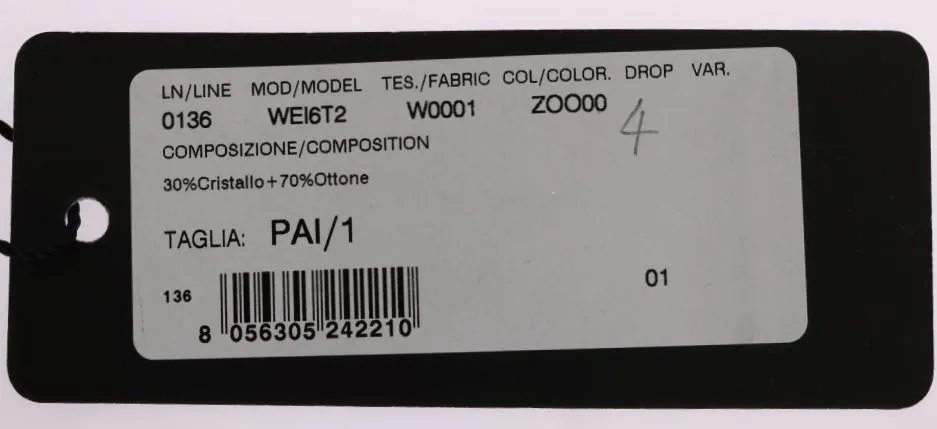 LN/LINE MOD/MODEL TES./FABRIC COL/COLOR. DROP VAR.
0136 WEI6T2 W0001 ZOO00 4
COMPOSIZIONE/COMPOSITION
30%Cristallo+70%Ottone
TAGLIA: PAI/1
136 01
8 056305 242210